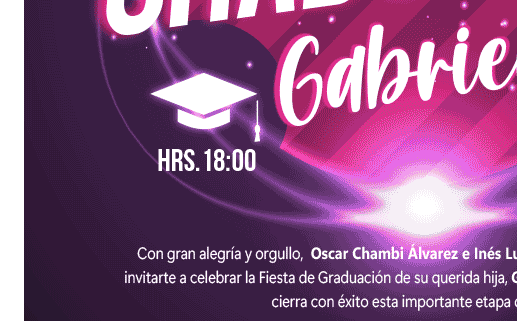 Gabrie
HRS. 18:00
Con gran alegría y orgullo, Oscar Chambi Álvarez e Inés
invitarte a celebrar la Fiesta de Graduación de su querida hija,
cierra con éxito esta importante etapa